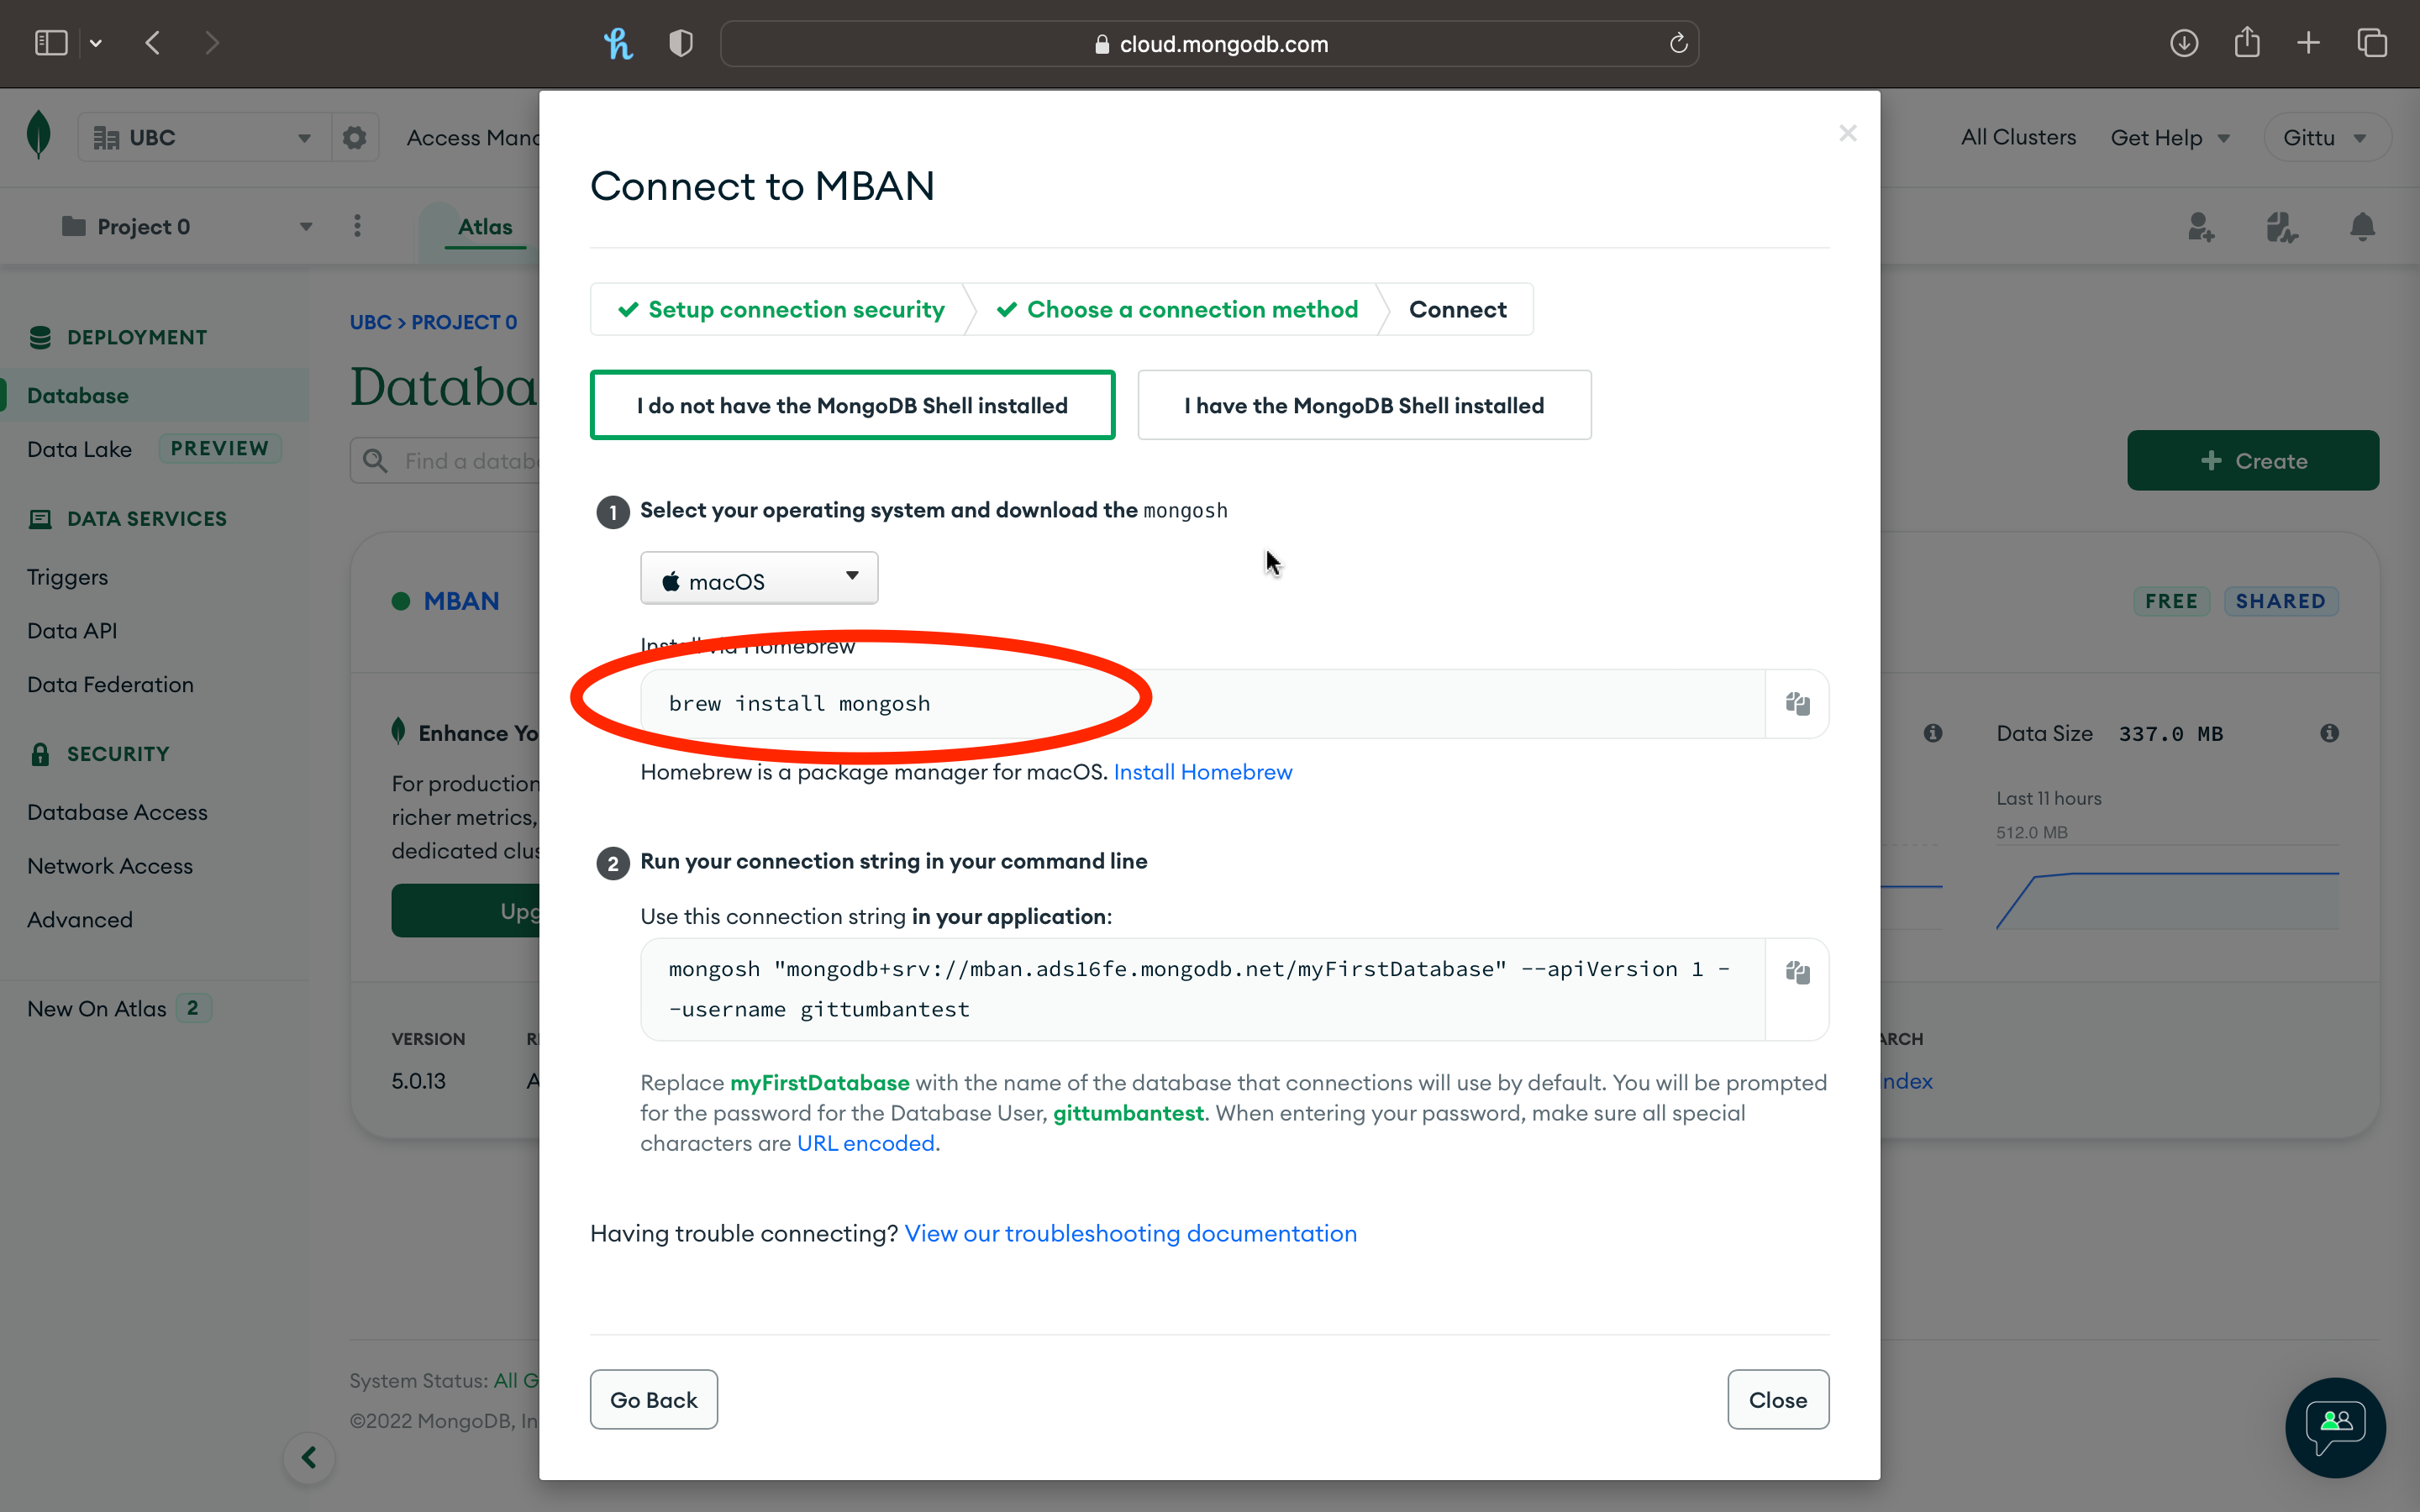 cloud.mongodb.com
UBC
Access Mana
All Clusters
Get Help
Gittu
Project 0
Atlas
DEPLOYMENT
Database
Data Lake PREVIEW
DATA SERVICES
Triggers
Data API
Data Federation
SECURITY
Database Access
Network Access
Advanced
New On Atlas 2
UBC > PROJECT 0
Databa
Find a databa
+ Create
MBAN
FREE SHARED
Enhance Yo
For production
richer metrics,
dedicated clus
Upg
Data Size 337.0 MB
Last 11 hours
512.0 MB
VERSION
5.0.13
ARCH
ndex
System Status: All G
©2022 MongoDB, In
Connect to MBAN
Setup connection security
Choose a connection method
Connect
I do not have the MongoDB Shell installed
I have the MongoDB Shell installed
1 Select your operating system and download the mongosh
macOS
Install via Homebrew
brew install mongosh
Homebrew is a package manager for macOS. Install Homebrew
2 Run your connection string in your command line
Use this connection string in your application:
mongosh "mongodb+srv://mban.ads16fe.mongodb.net/myFirstDatabase" --apiVersion 1 -
-username gittumbantest
Replace myFirstDatabase with the name of the database that connections will use by default. You will be prompted
for the password for the Database User, gittumbantest. When entering your password, make sure all special
characters are URL encoded.
Having trouble connecting? View our troubleshooting documentation
Go Back
Close